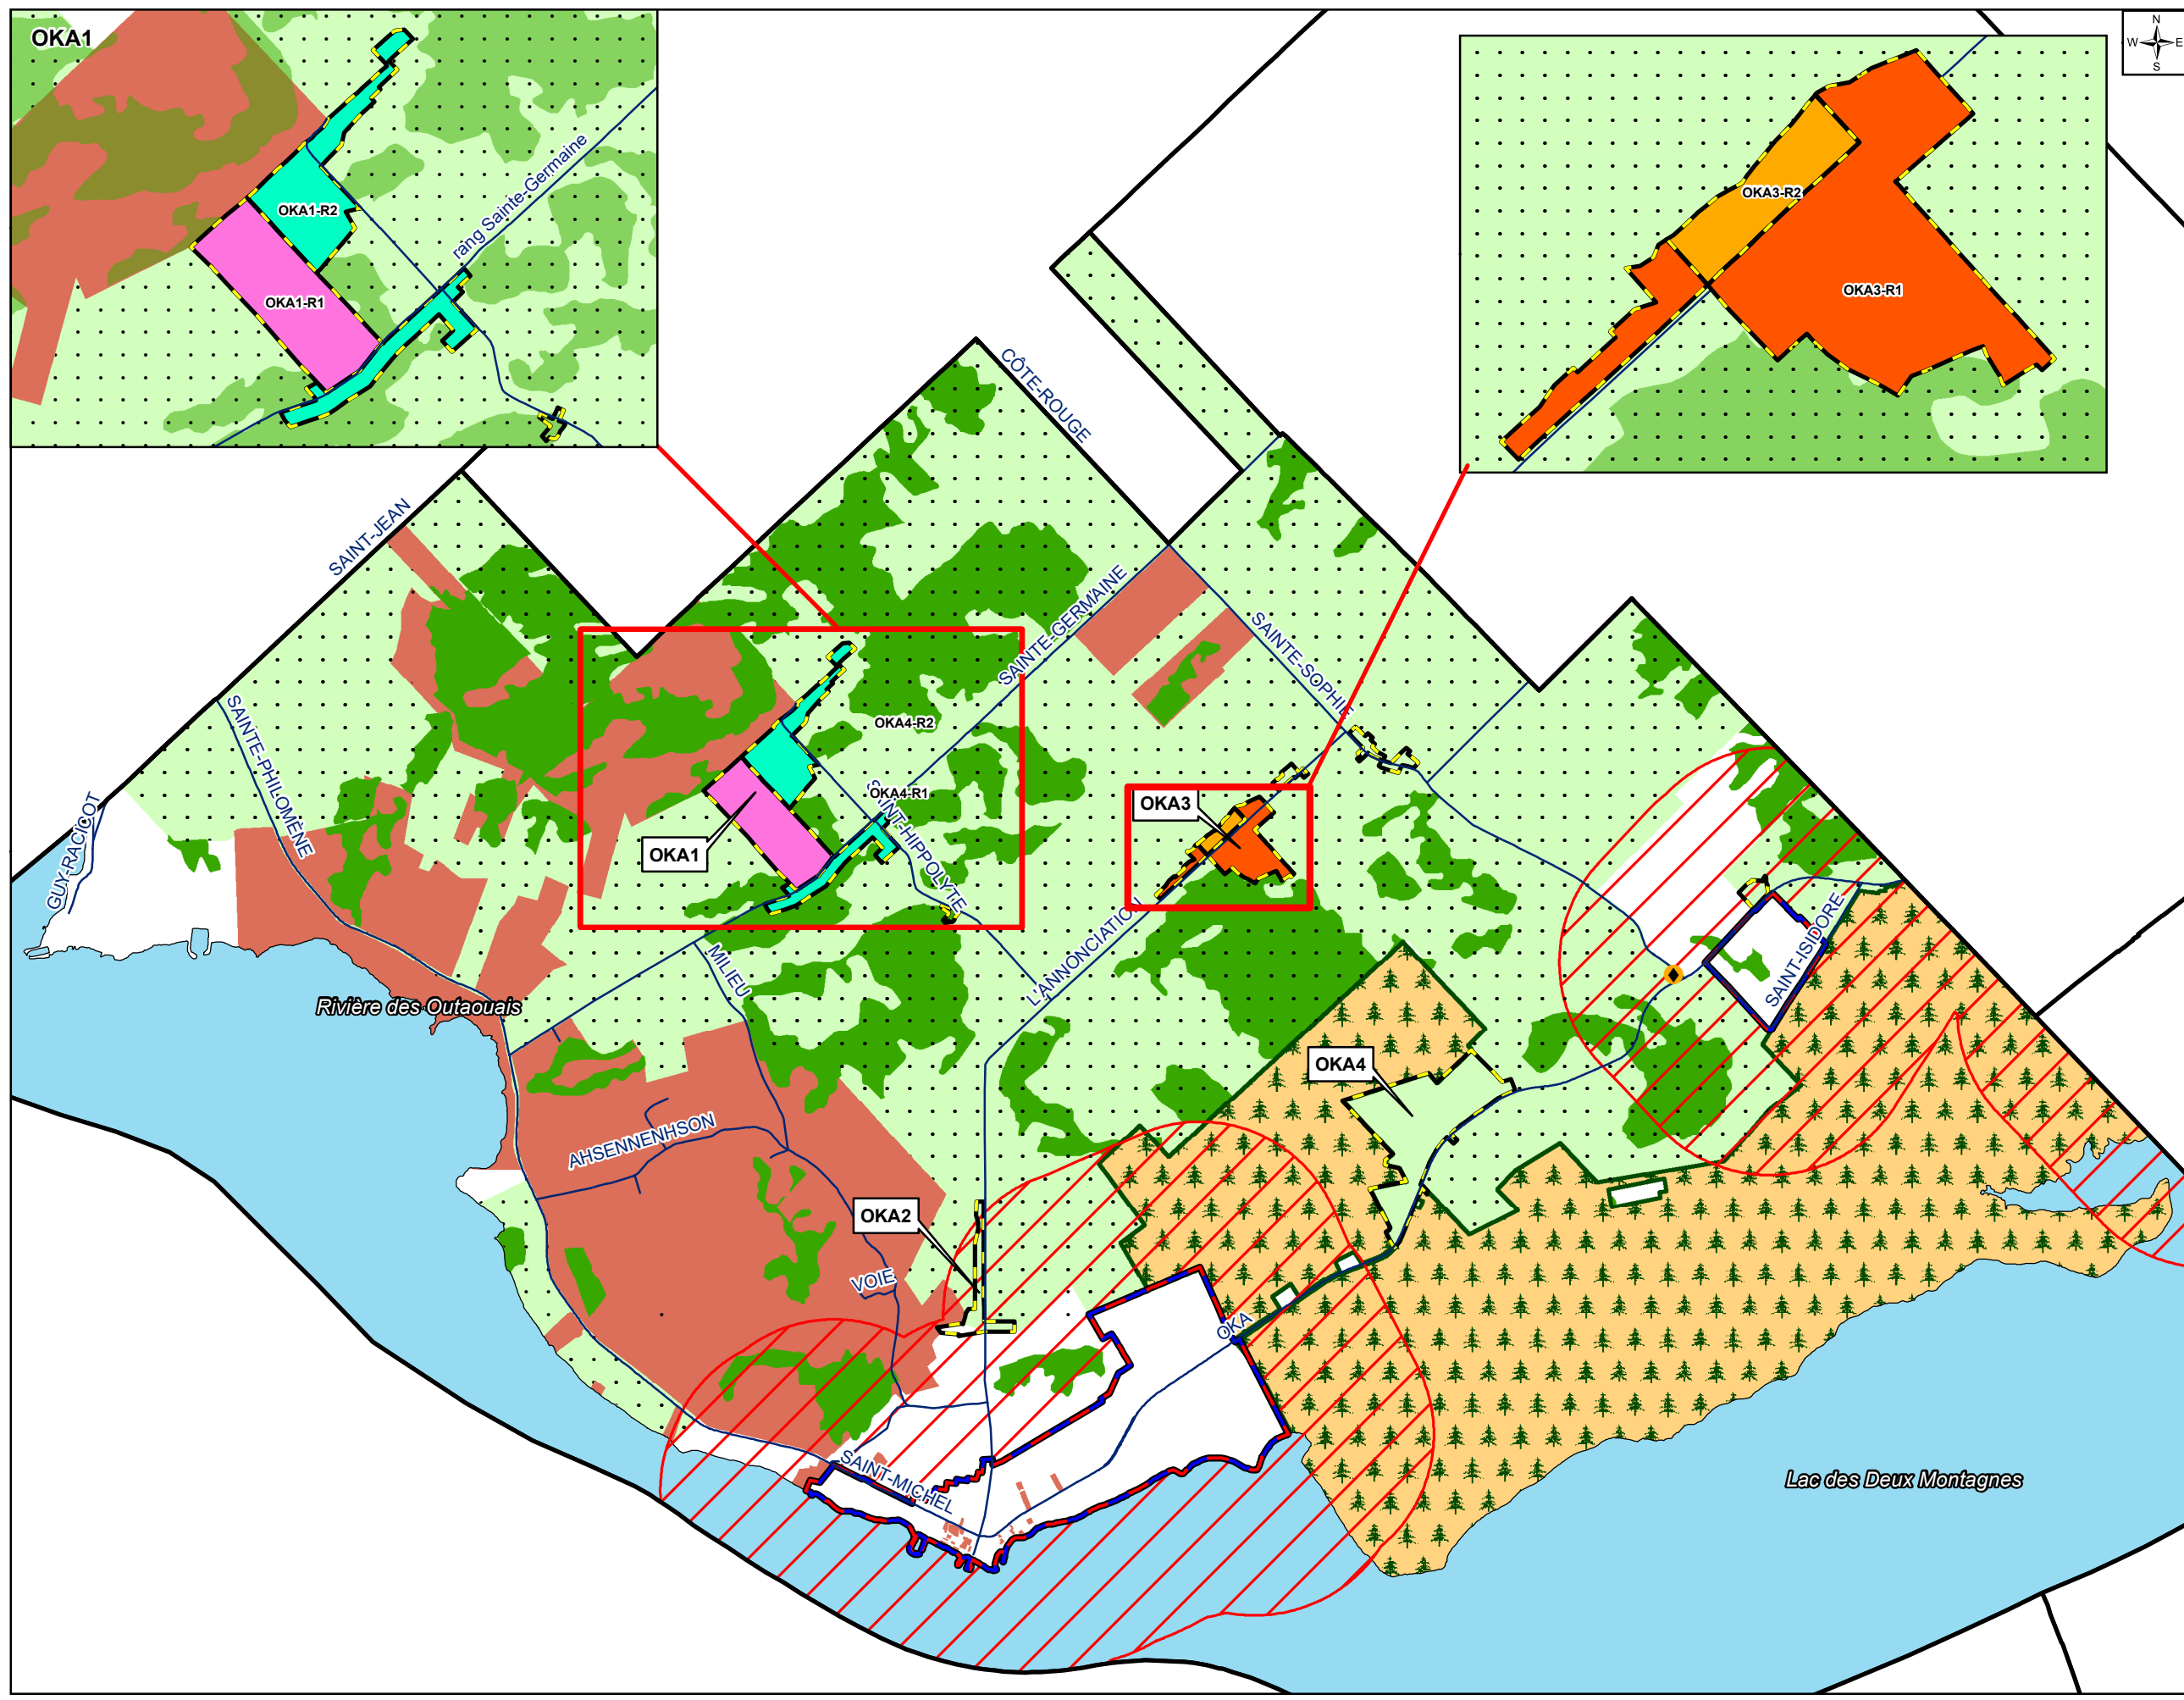 OKA1
rang Sainte-Germaine
OKA1-R2
OKA1-R1
N
W
E
S
OKA3-R2
OKA3-R1
CÔTE-ROUGE
SAINT-JEAN
SAINTE-GERMAINE
SAINTE-SOPHIE
SAINTE-PHILOMÈNE
OKA4-R2
OKA4-R1
SAINT-HIPPOLYTE
GUY-RACICOT
OKA1
OKA3
L'ANNONCIATION
MILIEU
SAINT-ISIDORE
Rivière des Outaouais
OKA4
AHSENNENHSON
OKA2
VOIE
OKA
SAINT-MICHEL
Lac des Deux Montagnes